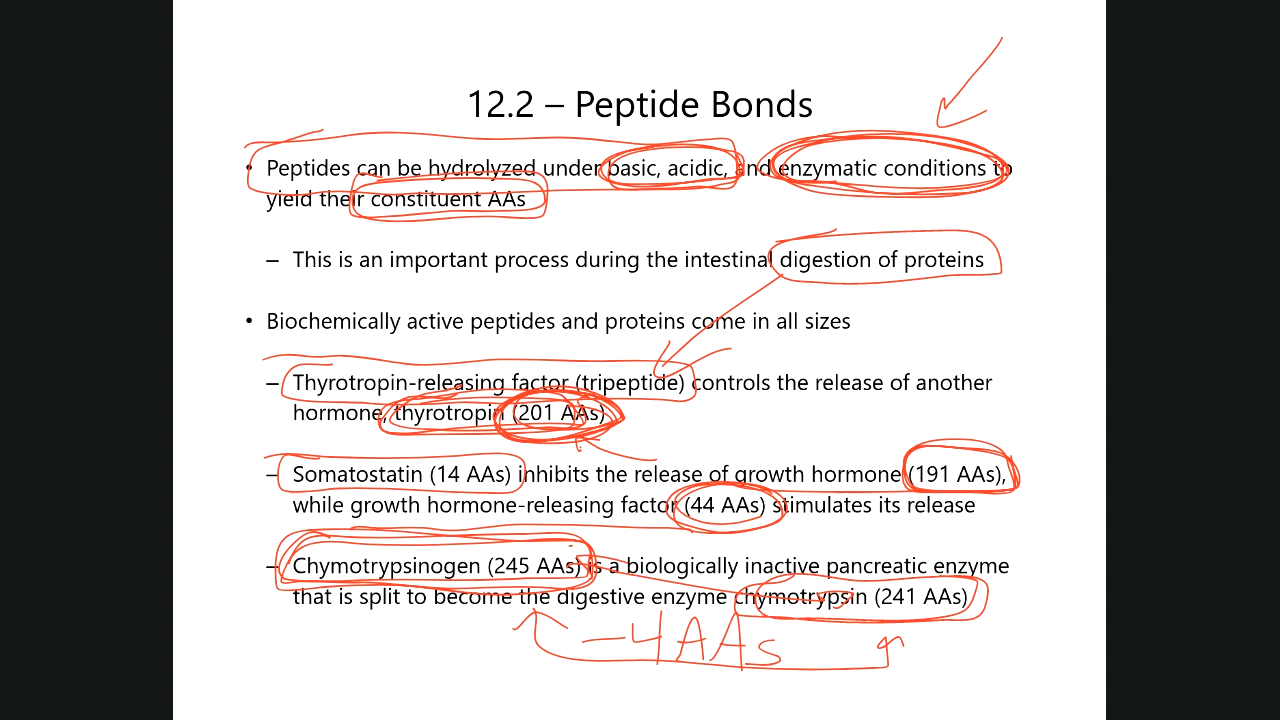 12.2 – Peptide Bonds
• Peptides can be hydrolyzed under basic, acidic, and enzymatic conditions to
yield their constituent AAs
– This is an important process during the intestinal digestion of proteins
• Biochemically active peptides and proteins come in all sizes
– Thyrotropin-releasing factor (tripeptide) controls the release of another
hormone, thyrotropin (201 AAs)
– Somatostatin (14 AAs) inhibits the release of growth hormone (191 AAs),
while growth hormone-releasing factor (44 AAs) stimulates its release
– Chymotrypsinogen (245 AAs) is a biologically inactive pancreatic enzyme
that is split to become the digestive enzyme chymotrypsin (241 AAs)
–4 AAs